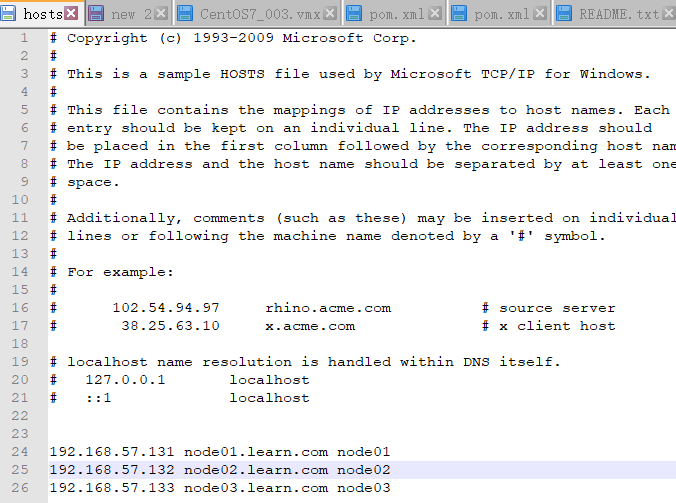 hosts new 2 CentOS7_003.vmx pom.xml pom.xml README.txt
1 # Copyright (c) 1993-2009 Microsoft Corp.
2 #
3 # This is a sample HOSTS file used by Microsoft TCP/IP for Windows.
4 #
5 # This file contains the mappings of IP addresses to host names. Each
6 # entry should be kept on an individual line. The IP address should
7 # be placed in the first column followed by the corresponding host nam
8 # The IP address and the host name should be separated by at least one
9 # space.
10 #
11 # Additionally, comments (such as these) may be inserted on individual
12 # lines or following the machine name denoted by a '#' symbol.
13 #
14 # For example:
15 #
16 #      102.54.94.97     rhino.acme.com          # source server
17 #       38.25.63.10     x.acme.com              # x client host
18
19 # localhost name resolution is handled within DNS itself.
20 #   127.0.0.1       localhost
21 #   ::1             localhost
22
23
24 192.168.57.131 node01.learn.com node01
25 192.168.57.132 node02.learn.com node02
26 192.168.57.133 node03.learn.com node03